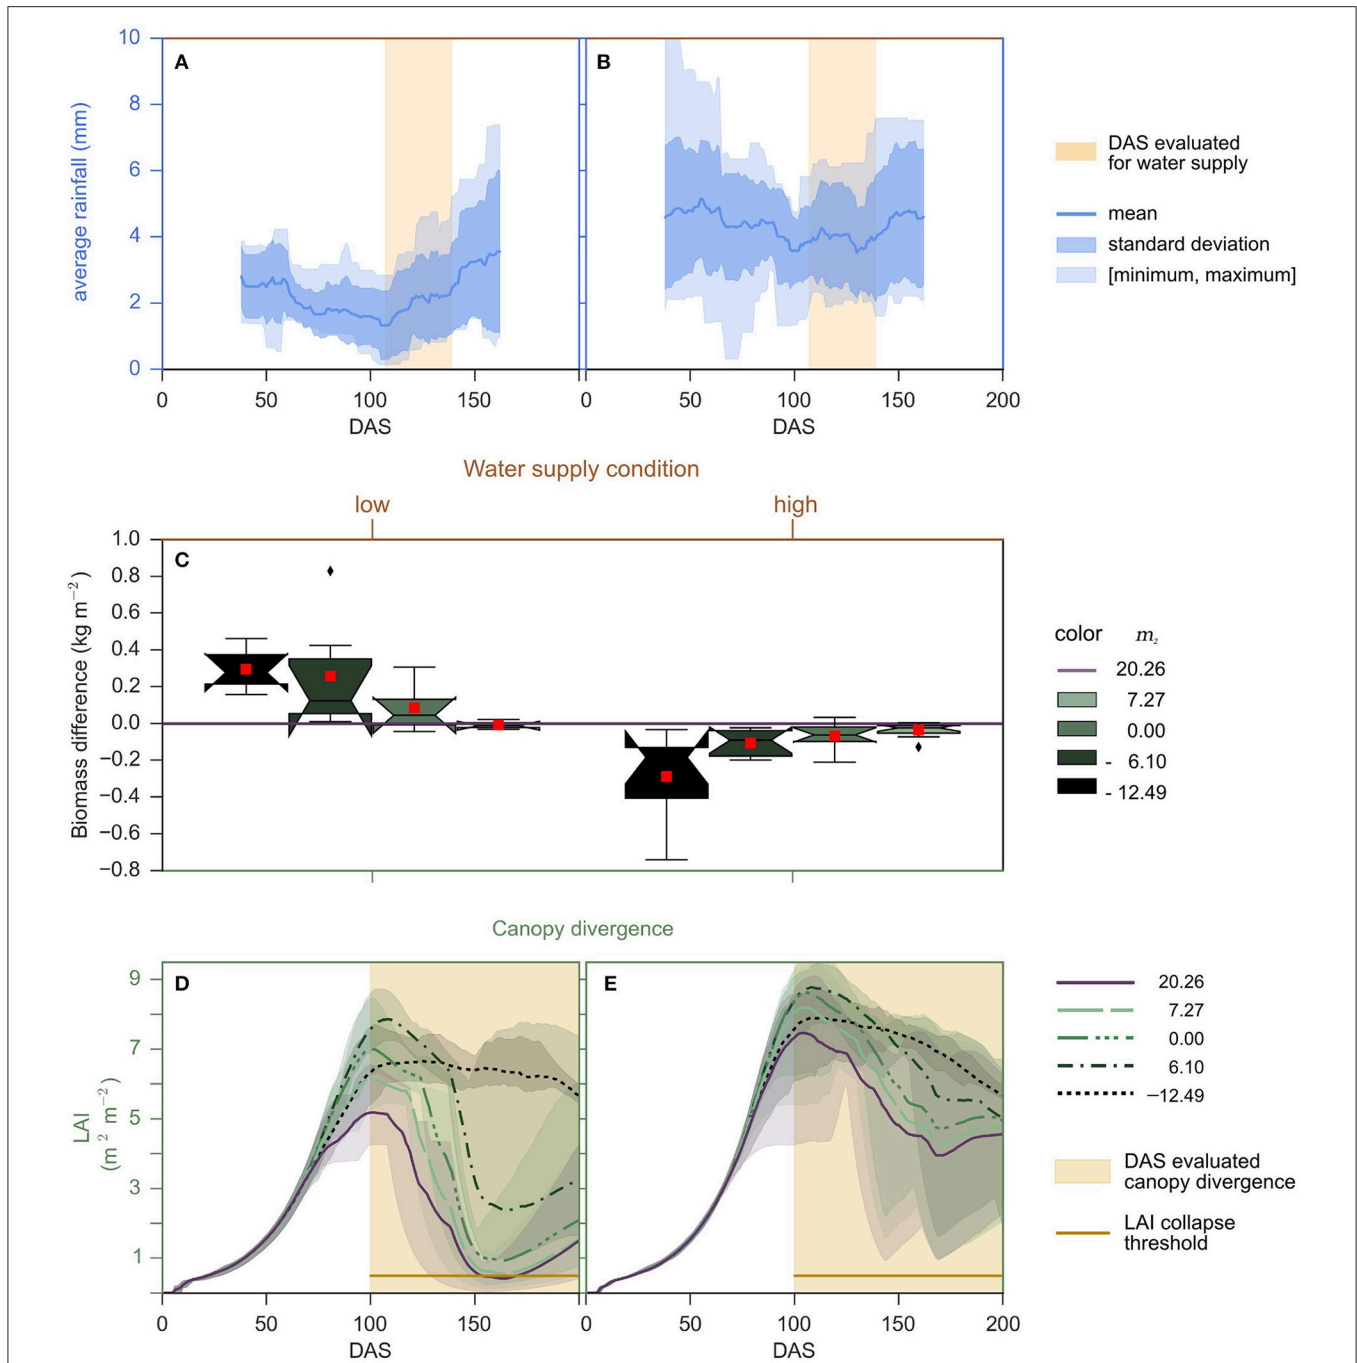 A
B
10
8
6
4
2
0
average rainfall (mm)
0
50
100
150
0
50
100
150
200
DAS
DAS
DAS evaluated
for water supply
mean
standard deviation
[minimum, maximum]
Water supply condition
low
high
C
1.0
0.8
0.6
0.4
0.2
0.0
−0.2
−0.4
−0.6
−0.8
Biomass difference (kg m⁻²)
color m₂
20.26
7.27
0.00
- 6.10
- 12.49
Canopy divergence
D
E
9
7
5
3
1
LAI
(m² m⁻²)
0
50
100
150
0
50
100
150
200
DAS
DAS
20.26
7.27
0.00
6.10
−12.49
DAS evaluated
canopy divergence
LAI collapse
threshold